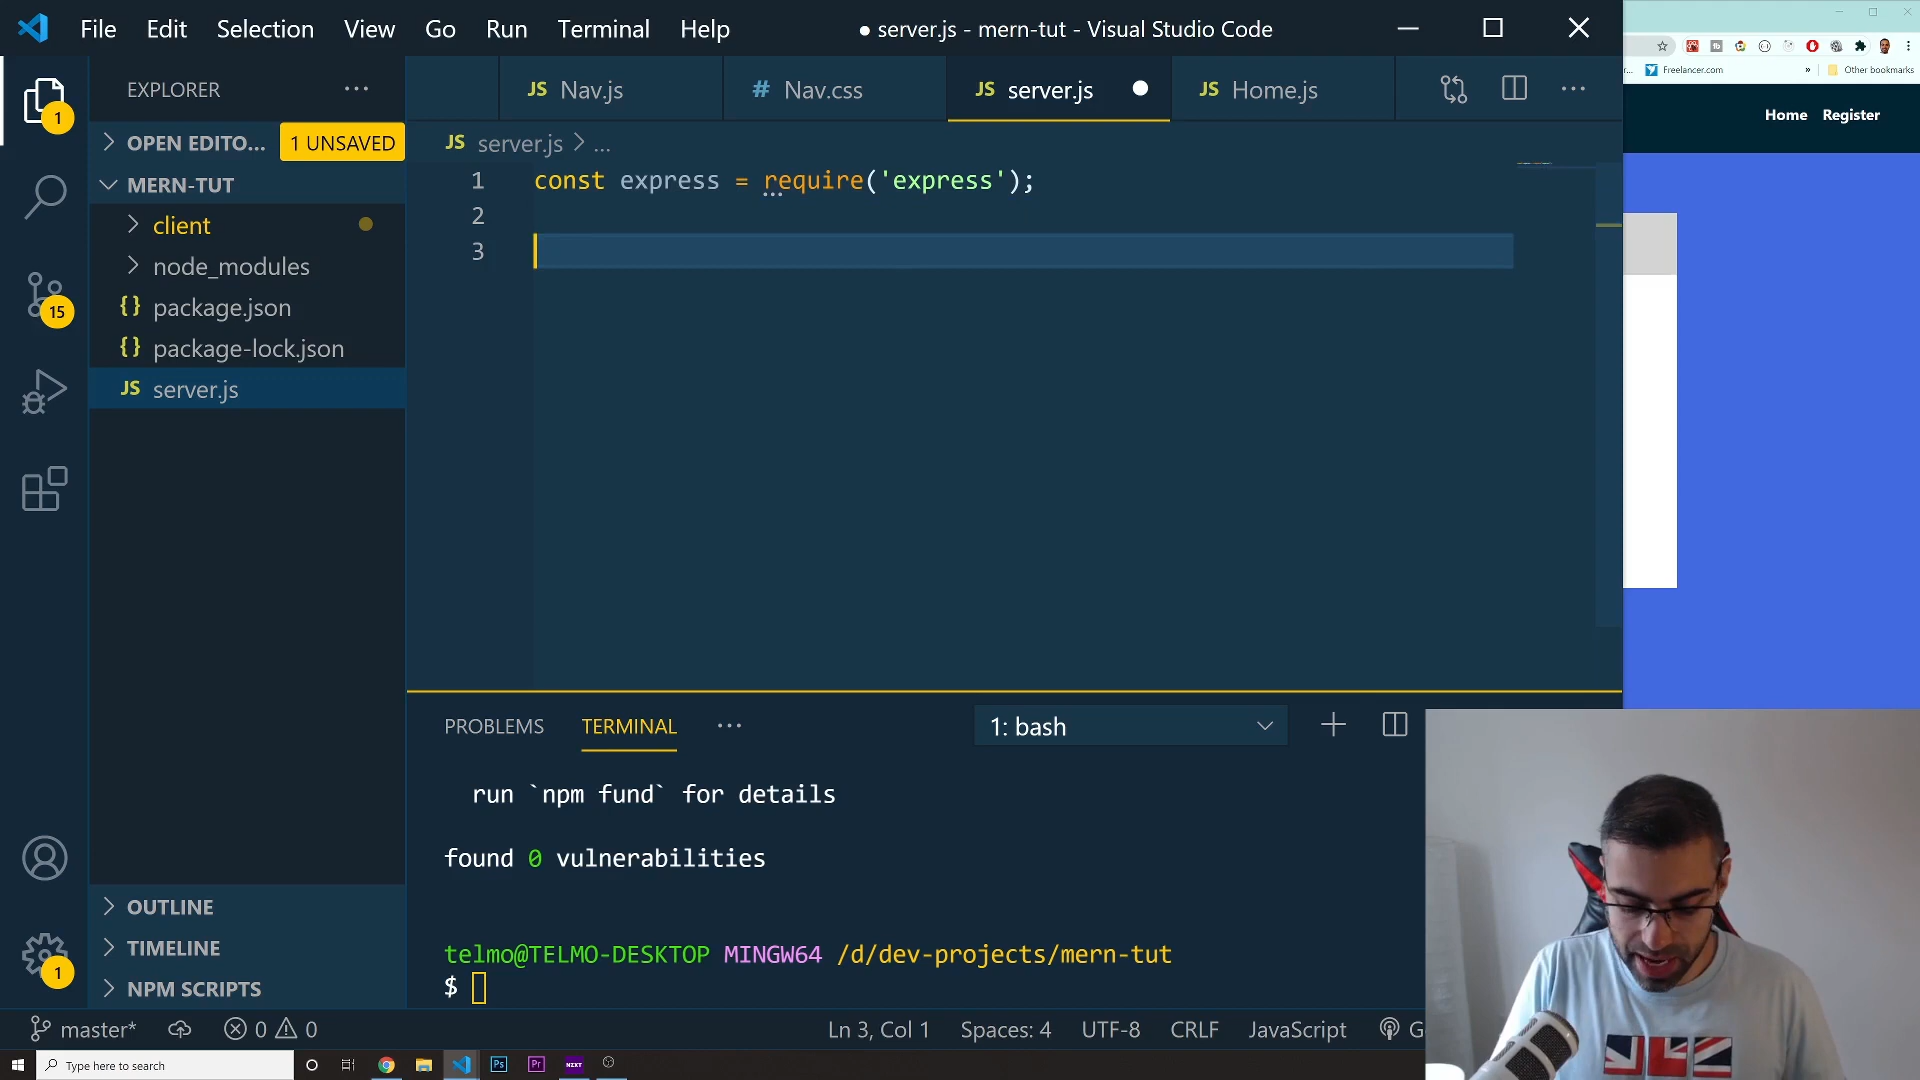 File Edit Selection View Go Run Terminal Help
● server.js - mern-tut - Visual Studio Code
Freelancer.com
»
Other bookmarks
Home Register
EXPLORER
1
OPEN EDITO... 1 UNSAVED
MERN-TUT
client
node_modules
{} package.json
{} package-lock.json
JS server.js
15
OUTLINE
TIMELINE
NPM SCRIPTS
1
JS Nav.js
# Nav.css
JS server.js
JS Home.js
JS server.js > ...
1 const express = require('express');
2
3
PROBLEMS TERMINAL ...
1: bash
run `npm fund` for details
found 0 vulnerabilities
telmo@TELMO-DESKTOP MINGW64 /d/dev-projects/mern-tut
$
master* 0 0
Ln 3, Col 1 Spaces: 4 UTF-8 CRLF JavaScript G
Type here to search
Ps Pr NZXT